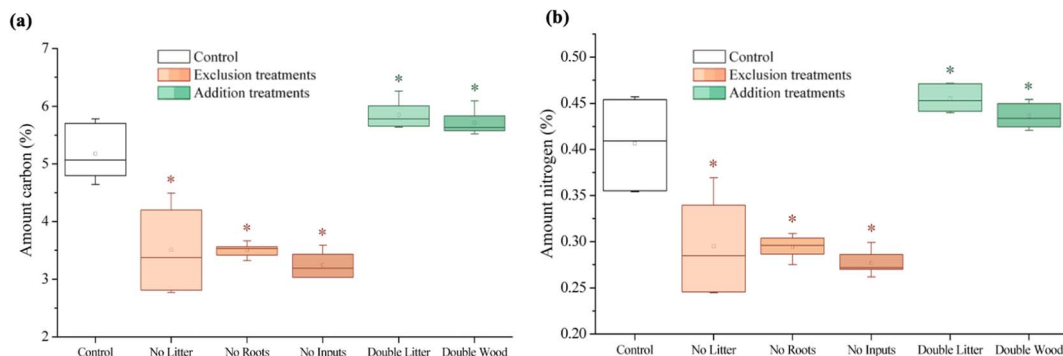 (a)
7
6
5
4
3
2
Amount carbon (%)
Control
Exclusion treatments
Addition treatments
*
*
*
*
*
Control No Litter No Roots No Inputs Double Litter Double Wood
(b)
0.50
0.45
0.40
0.35
0.30
0.25
0.20
Amount nitrogen (%)
Control
Exclusion treatments
Addition treatments
*
*
*
*
*
Control No Litter No Roots No Inputs Double Litter Double Wood